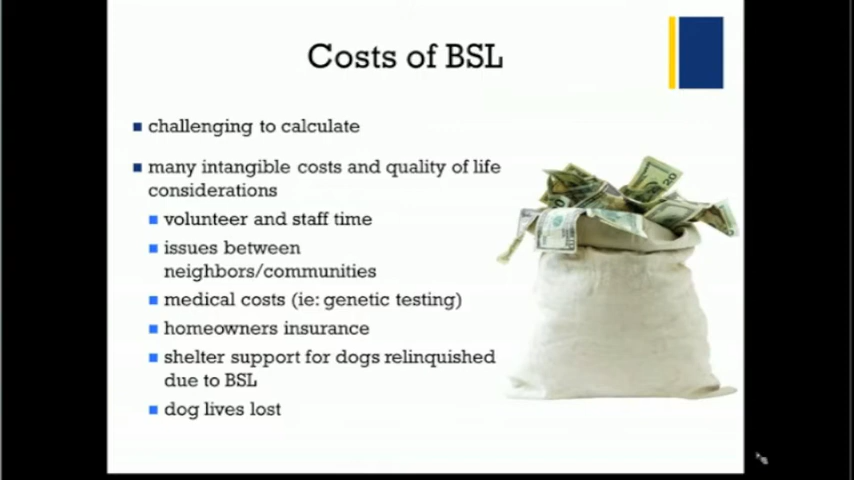 Costs of BSL
challenging to calculate
many intangible costs and quality of life
considerations
volunteer and staff time
issues between
neighbors/communities
medical costs (ie: genetic testing)
homeowners insurance
shelter support for dogs relinquished
due to BSL
dog lives lost
20